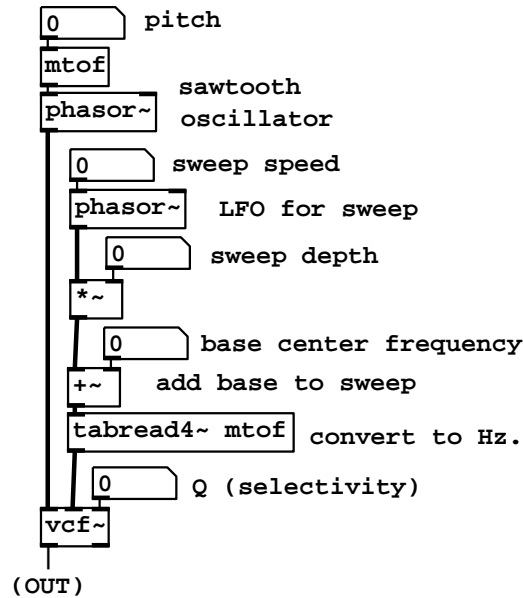 0 pitch
mtof
phasor~ sawtooth
oscillator
0 sweep speed
phasor~ LFO for sweep
0 sweep depth
*~
0 base center frequency
+~ add base to sweep
tabread4~ mtof convert to Hz.
0 Q (selectivity)
vcf~
(OUT)